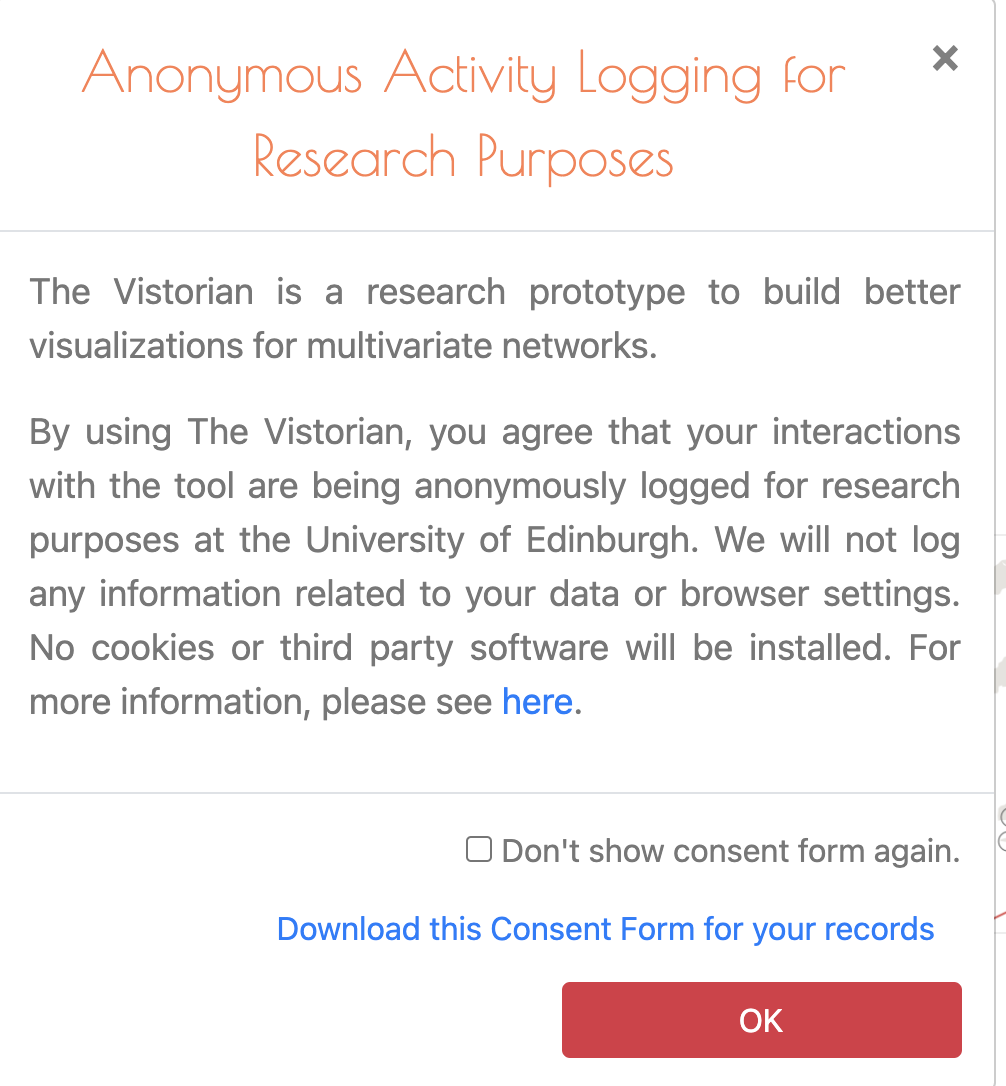 Anonymous Activity Logging for
Research Purposes
The Vistorian is a research prototype to build better
visualizations for multivariate networks.
By using The Vistorian, you agree that your interactions
with the tool are being anonymously logged for research
purposes at the University of Edinburgh. We will not log
any information related to your data or browser settings.
No cookies or third party software will be installed. For
more information, please see here.
Don't show consent form again.
Download this Consent Form for your records
OK